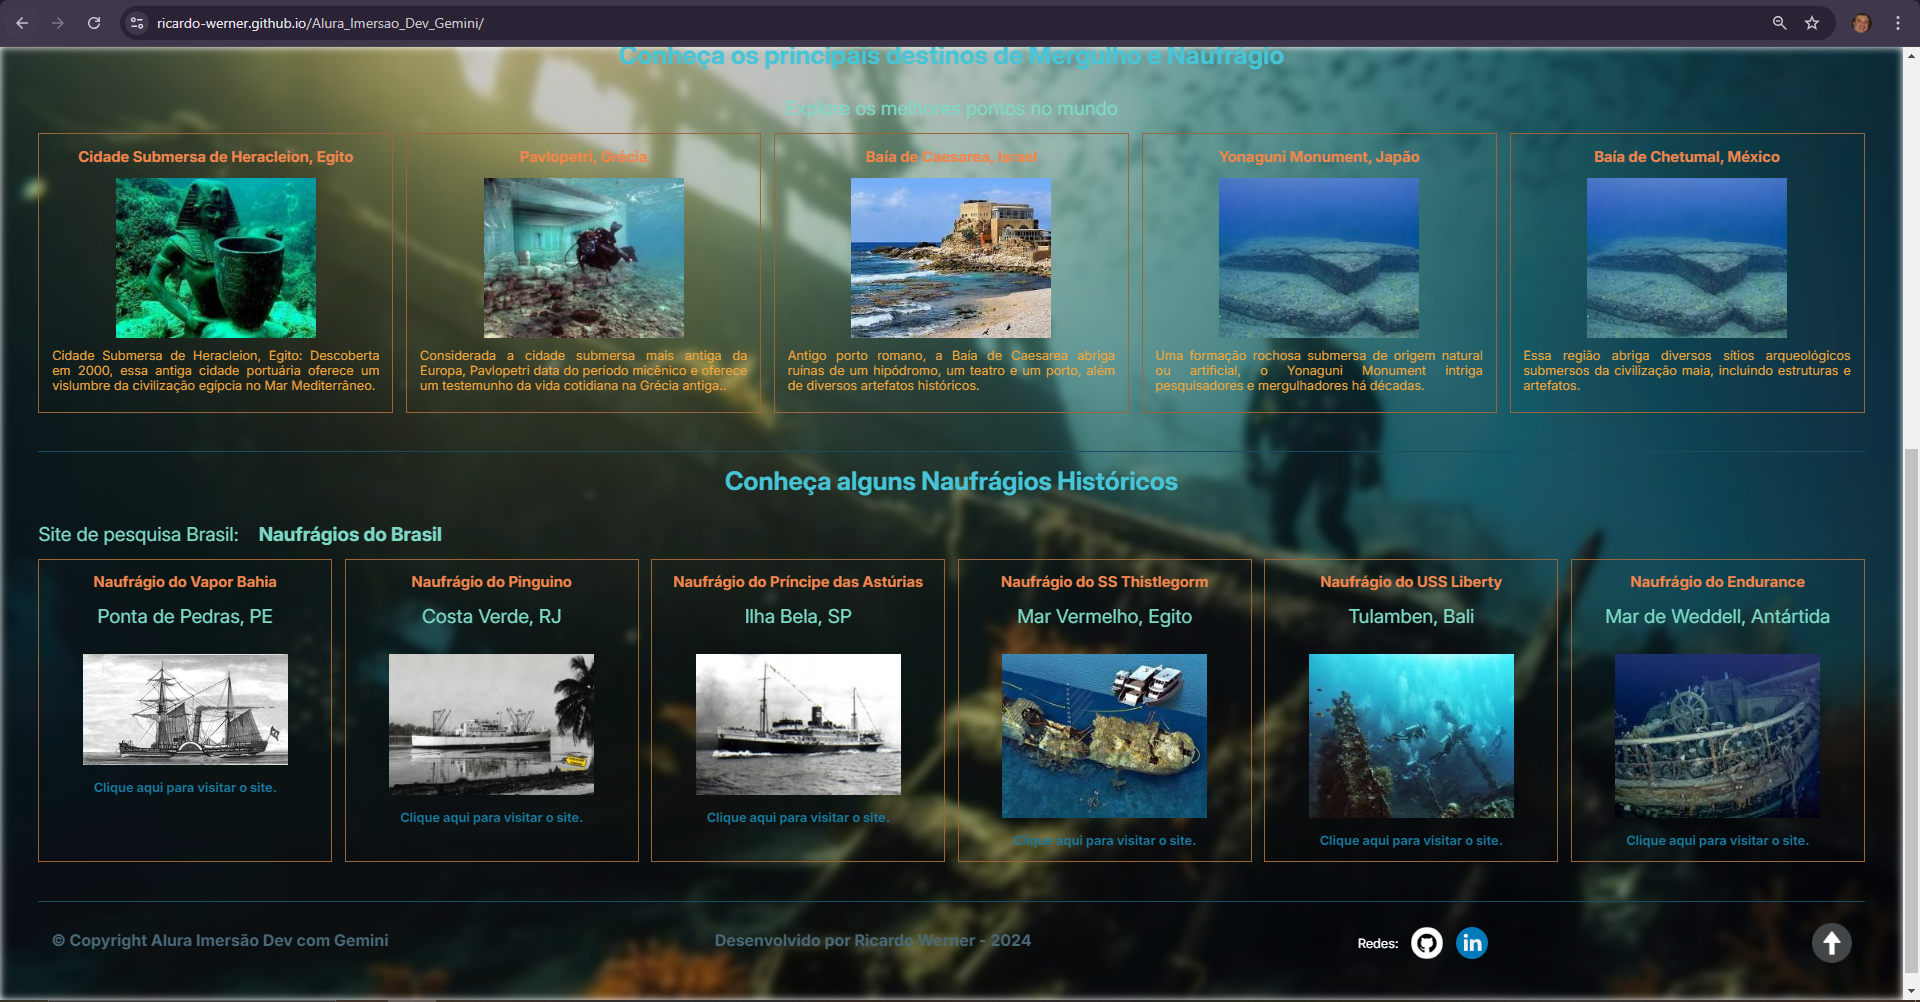 ricardo-werner.github.io/Alura_Imersao_Dev_Gemini/
Conheça os principais destinos de Mergulho e Naufrágio
Explore os melhores pontos no mundo
Cidade Submersa de Heracleion, Egito
Cidade Submersa de Heracleion, Egito: Descoberta
em 2000, essa antiga cidade portuária oferece um
vislumbre da civilização egípcia no Mar Mediterrâneo.
Pavlopetri, Grécia
Considerada a cidade submersa mais antiga da
Europa, Pavlopetri data do período micênico e oferece
um testemunho da vida cotidiana na Grécia antiga..
Baía de Caesarea, Israel
Antigo porto romano, a Baía de Caesarea abriga
ruínas de um hipódromo, um teatro e um porto, além
de diversos artefatos históricos.
Yonaguni Monument, Japão
Uma formação rochosa submersa de origem natural
ou artificial, o Yonaguni Monument intriga
pesquisadores e mergulhadores há décadas.
Baía de Chetumal, México
Essa região abriga diversos sítios arqueológicos
submersos da civilização maia, incluindo estruturas e
artefatos.
Conheça alguns Naufrágios Históricos
Site de pesquisa Brasil: Naufrágios do Brasil
Naufrágio do Vapor Bahia
Ponta de Pedras, PE
Clique aqui para visitar o site.
Naufrágio do Pinguino
Costa Verde, RJ
Clique aqui para visitar o site.
Naufrágio do Príncipe das Astúrias
Ilha Bela, SP
Clique aqui para visitar o site.
Naufrágio do SS Thistlegorm
Mar Vermelho, Egito
Clique aqui para visitar o site.
Naufrágio do USS Liberty
Tulamben, Bali
Clique aqui para visitar o site.
Naufrágio do Endurance
Mar de Weddell, Antártida
Clique aqui para visitar o site.
© Copyright Alura Imersão Dev com Gemini
Desenvolvido por Ricardo Werner - 2024
Redes:
in